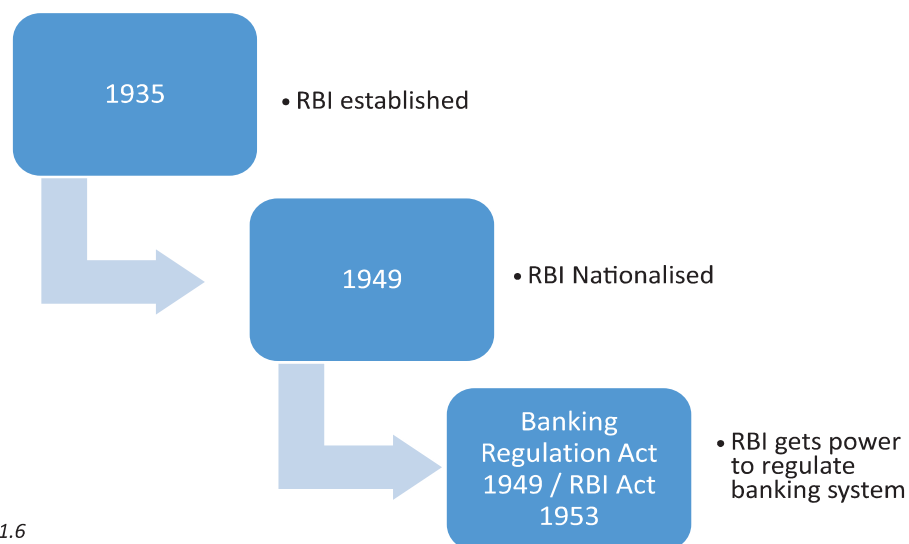 1935
• RBI established
1949
• RBI Nationalised
Banking
Regulation Act
1949 / RBI Act
1953
• RBI gets power
to regulate
banking system
1.6